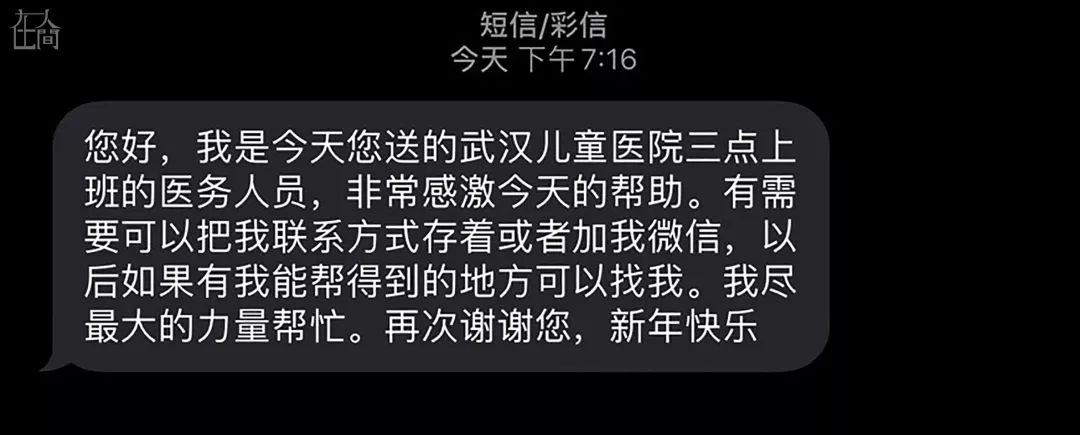 在人間
短信/彩信
今天 下午 7:16
您好，我是今天您送的武汉儿童医院三点上
班的医务人员，非常感激今天的帮助。有需
要可以把我联系方式存着或者加我微信，以
后如果有我能帮得到的地方可以找我。我尽
最大的力量帮忙。再次谢谢您，新年快乐